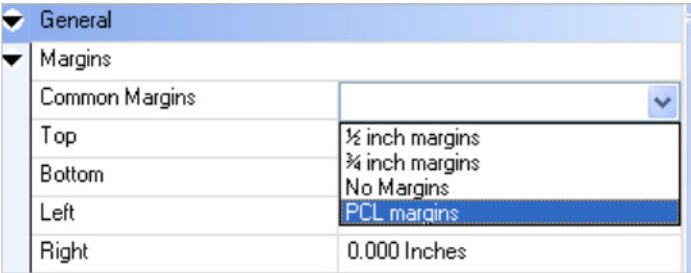 General
Margins
Common Margins
Top
½ inch margins
¾ inch margins
Bottom
No Margins
Left
PCL margins
Right
0.000 Inches